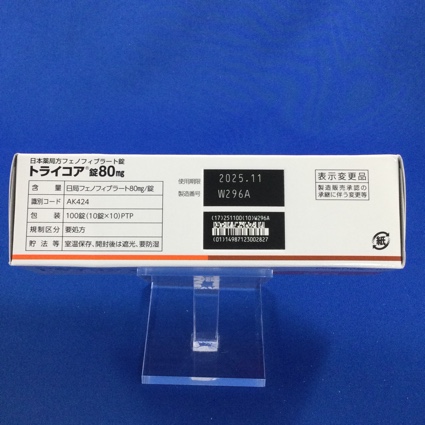 日本薬局方フェノフィブラート錠
トライコア®錠80mg
含 量 日局フェノフィブラート80mg/錠
識別コード AK424
包 装 100錠(10錠×10)PTP
規制区分 要処方
貯 法 等 室温保存、開封後は遮光、要防湿
使用期限 2025.11
製造番号 W296A
(17)251100(10)W296A
(01)14987123002827
表示変更品
製造販売承認の
承継に伴う変更等
紙